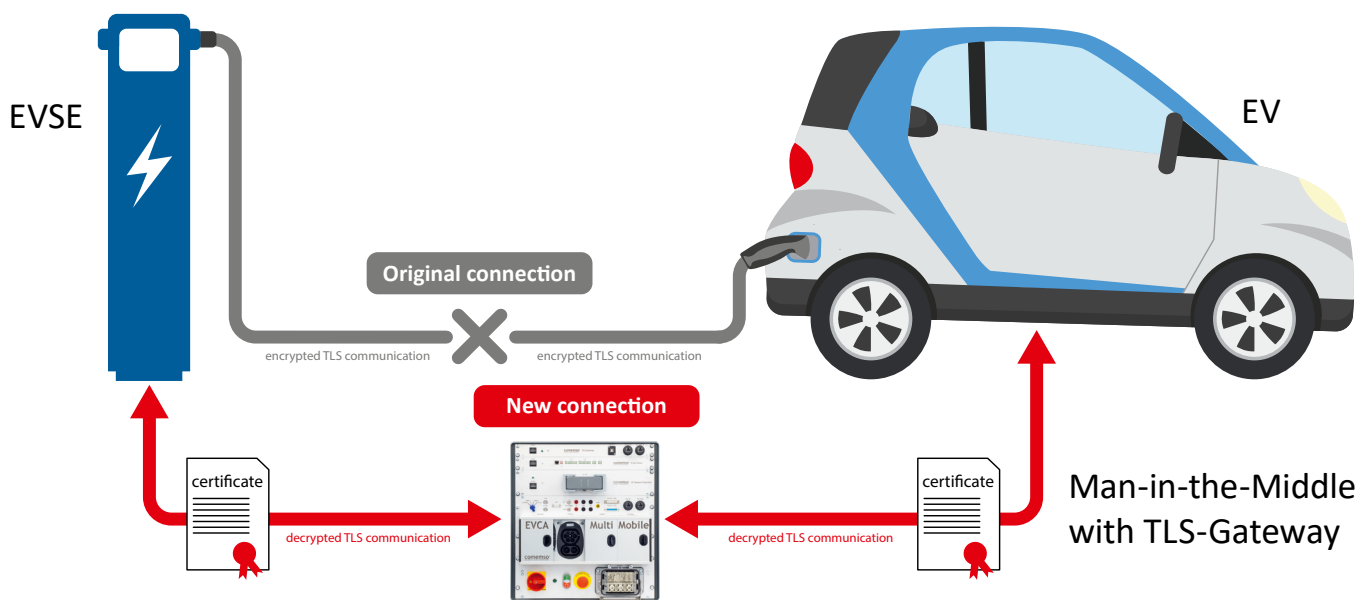 EVSE
EV
Original connection
encrypted TLS communication
encrypted TLS communication
New connection
certificate
certificate
decrypted TLS communication
decrypted TLS communication
EVCA
Multi Mobile
comemso
Man-in-the-Middle
with TLS-Gateway